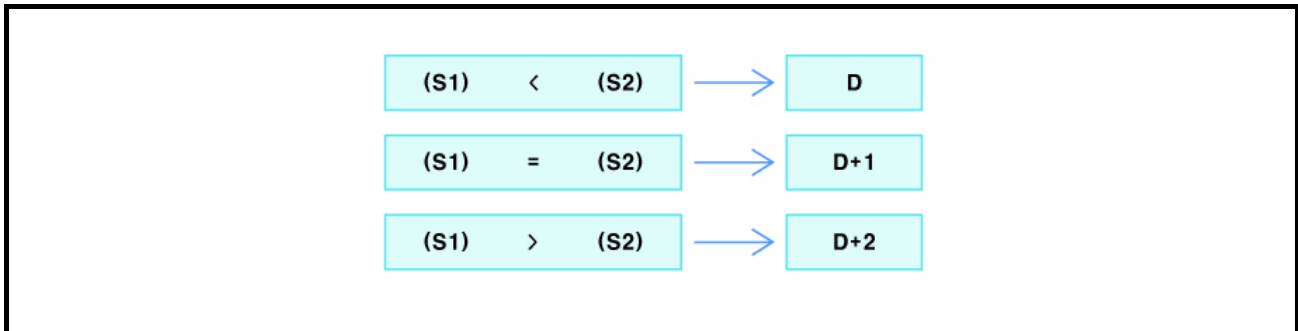 (S1) < (S2) D
(S1) = (S2) D+1
(S1) > (S2) D+2